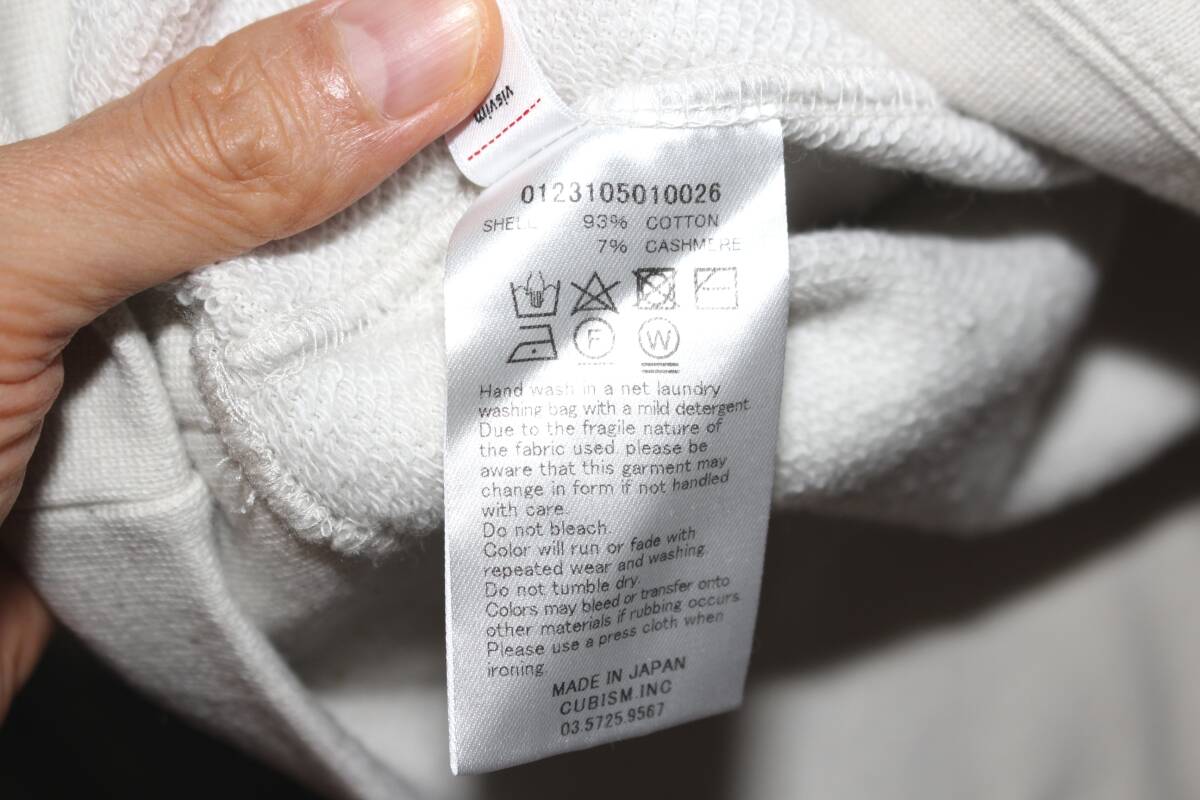 visvim
0123105010026
SHELL 93% COTTON
7% CASHMERE
F W
Hand wash in a net laundry
washing bag with a mild detergent.
Due to the fragile nature of
the fabric used, please be
aware that this garment may
change in form if not handled
with care.
Do not bleach.
Color will run or fade with
repeated wear and washing.
Do not tumble dry.
Colors may bleed or transfer onto
other materials if rubbing occurs.
Please use a press cloth when
ironing.
MADE IN JAPAN
CUBISM.INC
03.5725.9567